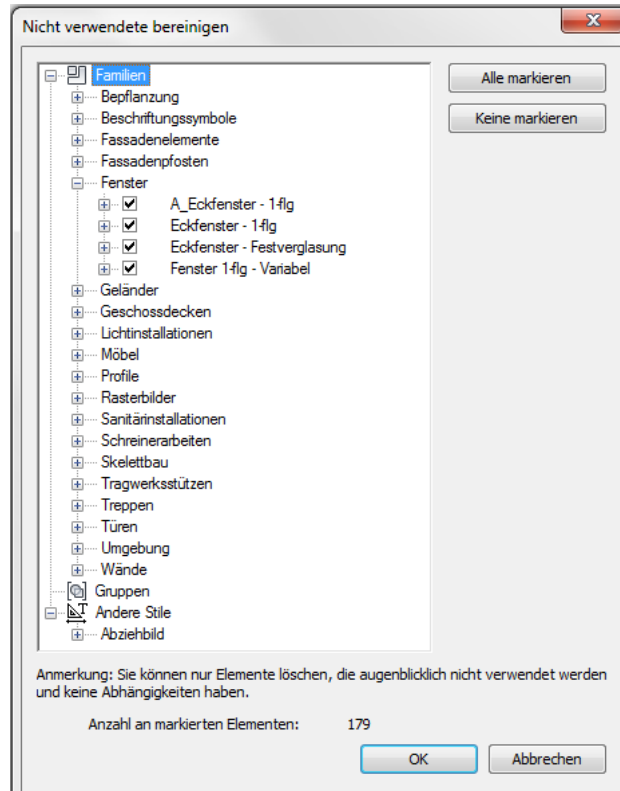 Nicht verwendete bereinigen
Familien
Bepflanzung
Beschriftungssymbole
Fassadenelemente
Fassadenpfosten
Fenster
A_Eckfenster - 1-flg
Eckfenster - 1-flg
Eckfenster - Festverglasung
Fenster 1-flg - Variabel
Geländer
Geschossdecken
Lichtinstallationen
Möbel
Profile
Rasterbilder
Sanitärinstallationen
Schreinerarbeiten
Skelettbau
Tragwerksstützen
Treppen
Türen
Umgebung
Wände
Gruppen
Andere Stile
Abziehbild
Alle markieren
Keine markieren
Anmerkung: Sie können nur Elemente löschen, die augenblicklich nicht verwendet werden
und keine Abhängigkeiten haben.
Anzahl an markierten Elementen: 179
OK Abbrechen